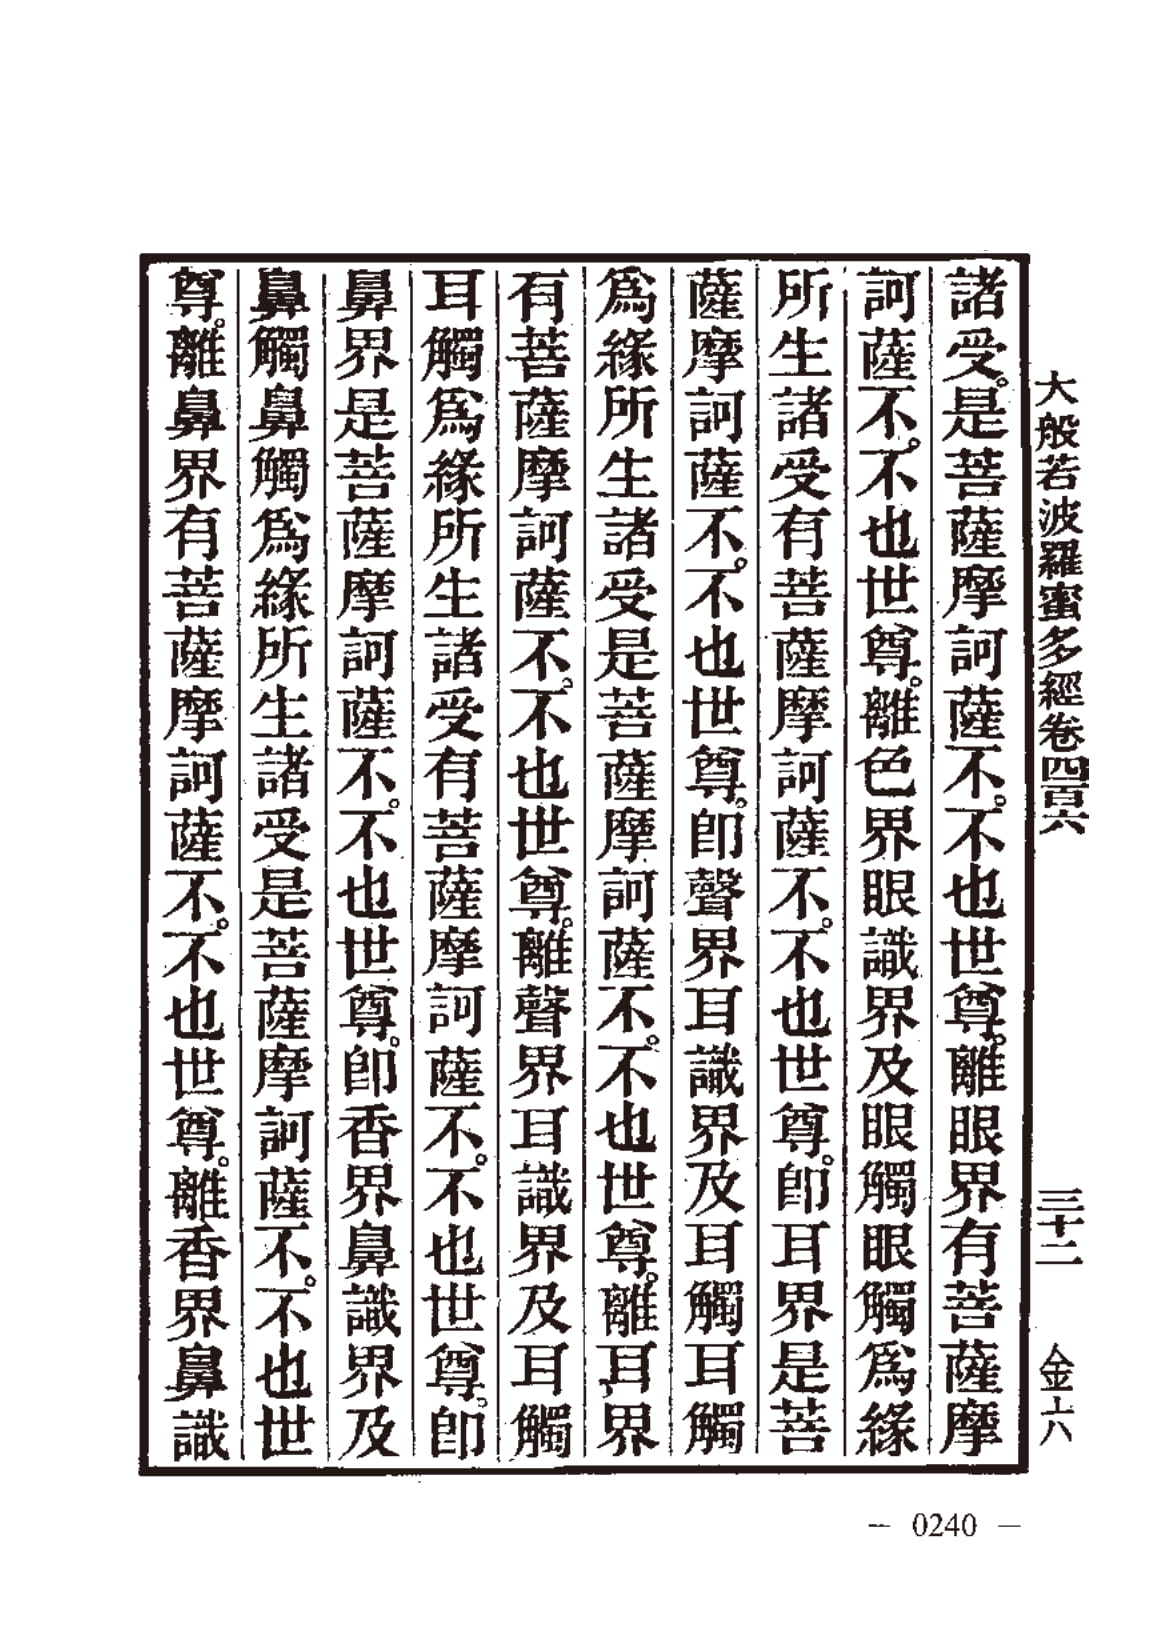 大般若波羅蜜多經卷四百六 三十二 金六
諸受。是菩薩摩訶薩不。不也世尊。離眼界有菩薩摩
訶薩不。不也世尊。離色界眼識界及眼觸眼觸爲緣
所生諸受有菩薩摩訶薩不。不也世尊。卽耳界是菩
薩摩訶薩不。不也世尊。卽聲界耳識界及耳觸耳觸
爲緣所生諸受是菩薩摩訶薩不。不也世尊。離耳界
有菩薩摩訶薩不。不也世尊。離聲界耳識界及耳觸
耳觸爲緣所生諸受有菩薩摩訶薩不。不也世尊。卽
鼻界是菩薩摩訶薩不。不也世尊。卽香界鼻識界及
鼻觸鼻觸爲緣所生諸受是菩薩摩訶薩不。不也世
尊。離鼻界有菩薩摩訶薩不。不也世尊。離香界鼻識
— 0240 —